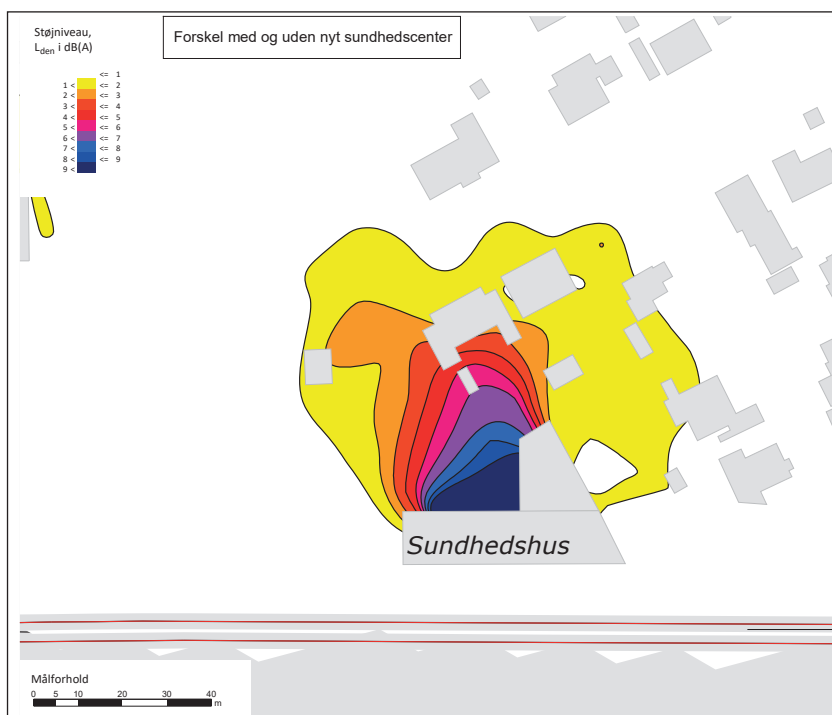 Støjniveau,
Lden i dB(A)
Forskel med og uden nyt sundhedscenter
<= 1
1 < <= 2
2 < <= 3
3 < <= 4
4 < <= 5
5 < <= 6
6 < <= 7
7 < <= 8
8 < <= 9
9 <
Sundhedshus
Målforhold
0 5 10 20 30 40
m